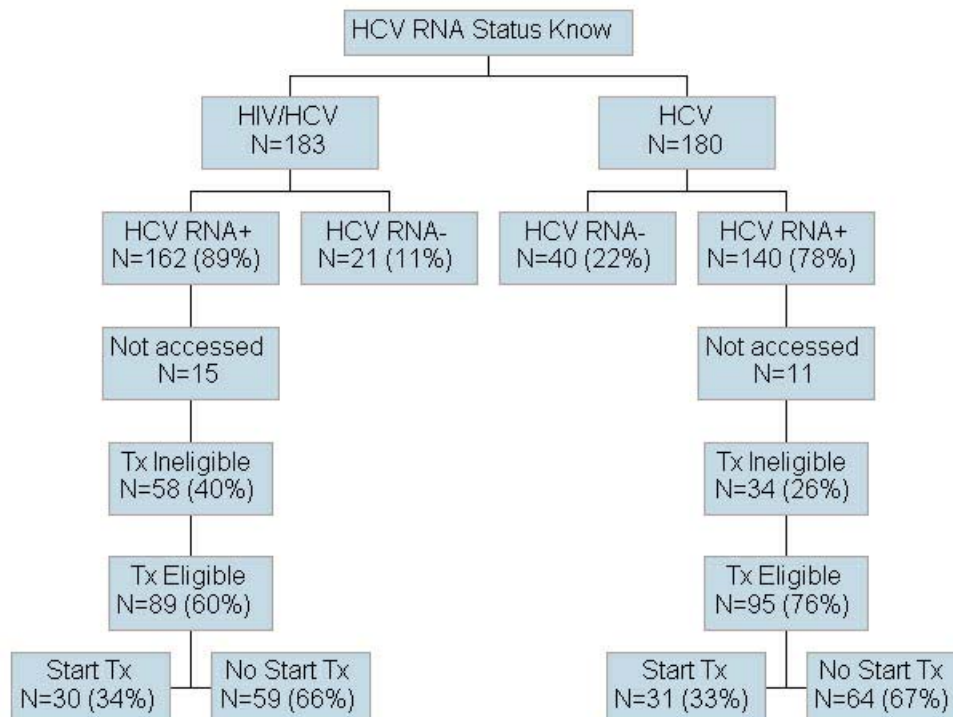 HCV RNA Status Know
HIV/HCV
N=183
HCV
N=180
HCV RNA+
N=162 (89%)
HCV RNA-
N=21 (11%)
HCV RNA-
N=40 (22%)
HCV RNA+
N=140 (78%)
Not accessed
N=15
Not accessed
N=11
Tx Ineligible
N=58 (40%)
Tx Ineligible
N=34 (26%)
Tx Eligible
N=89 (60%)
Tx Eligible
N=95 (76%)
Start Tx
N=30 (34%)
No Start Tx
N=59 (66%)
Start Tx
N=31 (33%)
No Start Tx
N=64 (67%)